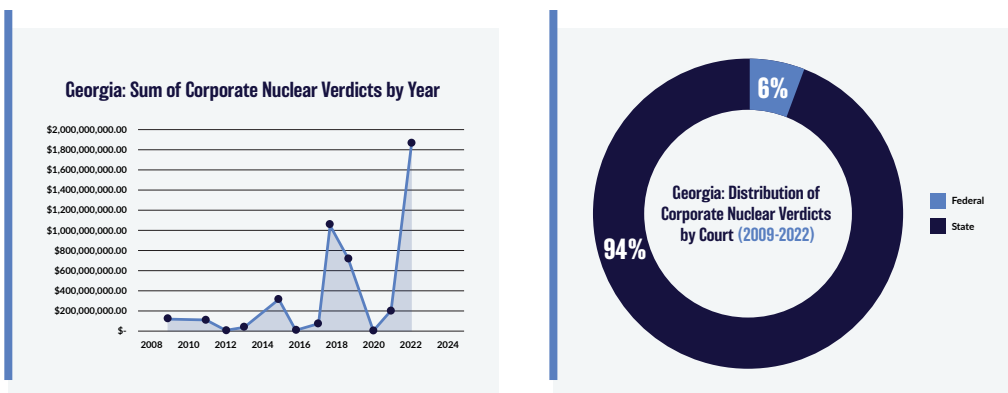 Georgia: Sum of Corporate Nuclear Verdicts by Year
$2,000,000,000.00
$1,800,000,000.00
$1,600,000,000.00
$1,400,000,000.00
$1,200,000,000.00
$1,000,000,000.00
$800,000,000.00
$600,000,000.00
$400,000,000.00
$200,000,000.00
$-
2008 2010 2012 2014 2016 2018 2020 2022 2024
6%
Georgia: Distribution of
Corporate Nuclear Verdicts
by Court (2009-2022)
94%
Federal
State